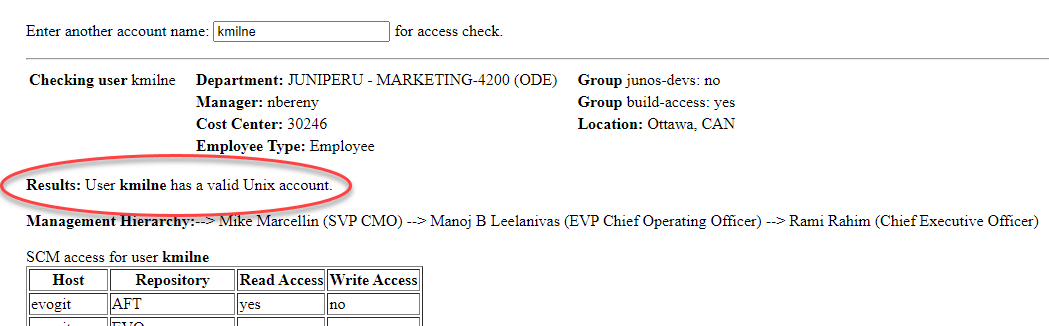 Enter another account name: kmilne for access check.
Checking user kmilne
Department: JUNIPERU - MARKETING-4200 (ODE)
Manager: nbereny
Cost Center: 30246
Employee Type: Employee
Group junos-devs: no
Group build-access: yes
Location: Ottawa, CAN
Results: User kmilne has a valid Unix account.
Management Hierarchy:--> Mike Marcellin (SVP CMO) --> Manoj B Leelanivas (EVP Chief Operating Officer) --> Rami Rahim (Chief Executive Officer)
SCM access for user kmilne
Host Repository Read Access Write Access
evogit AFT yes no